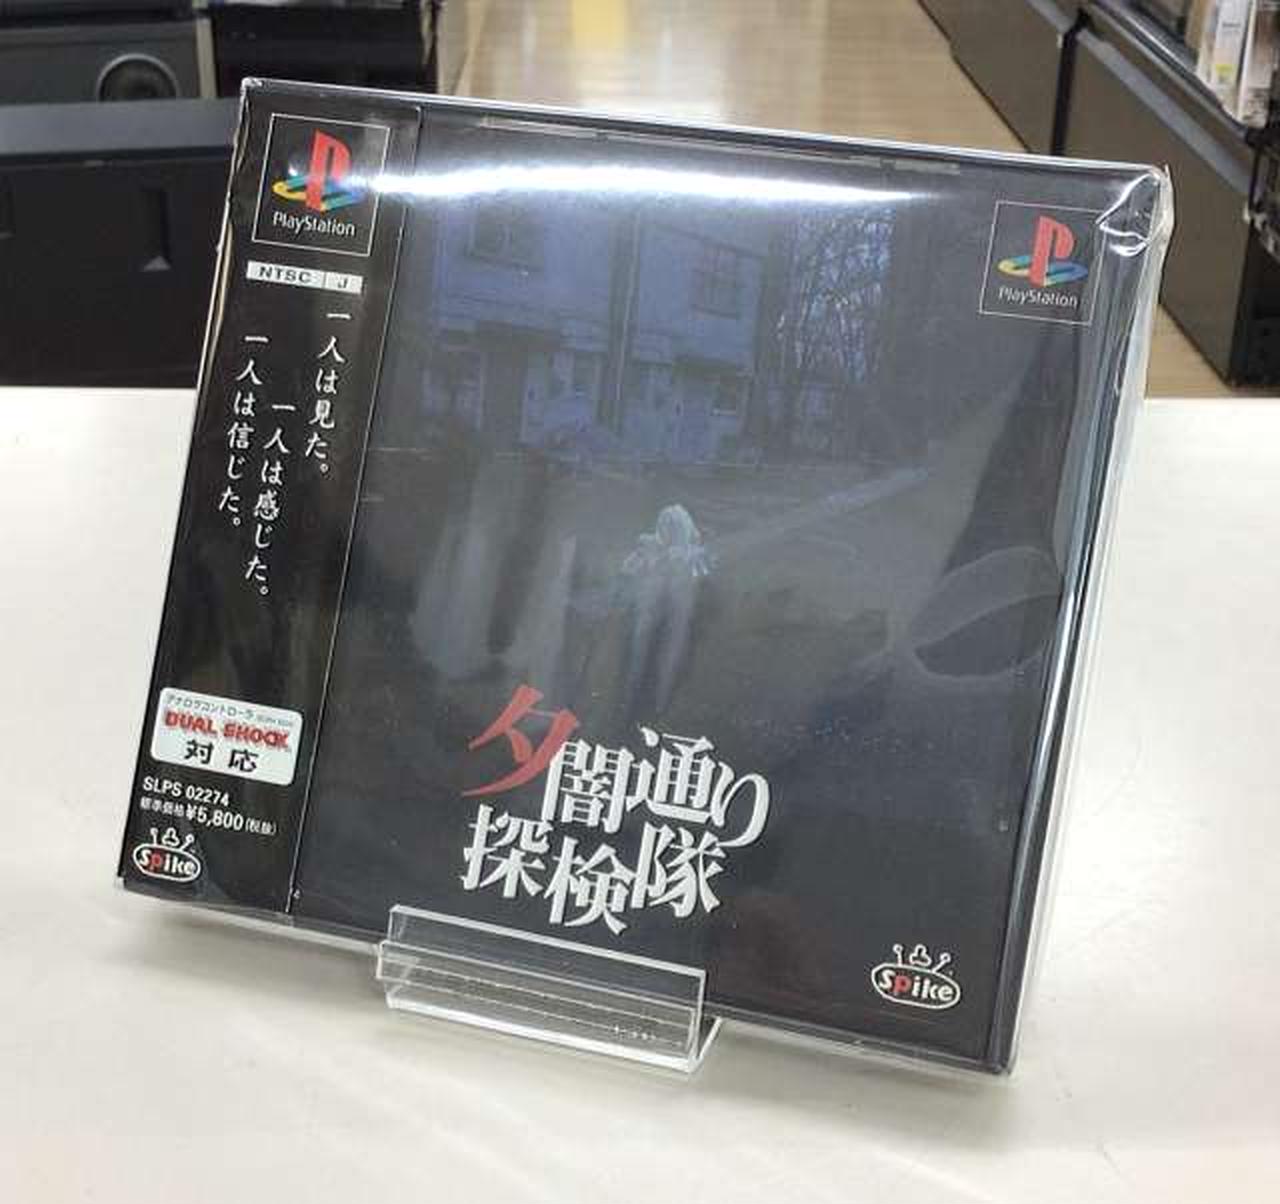 PlayStation
NTSC J
一人は見た。
一人は感じた。
一人は信じた。
アナログコントローラ
DUAL SHOCK
対応
SLPS 02274
標準価格¥5,800(税抜)
Spike
PlayStation
夕闇通り
探検隊
Spike